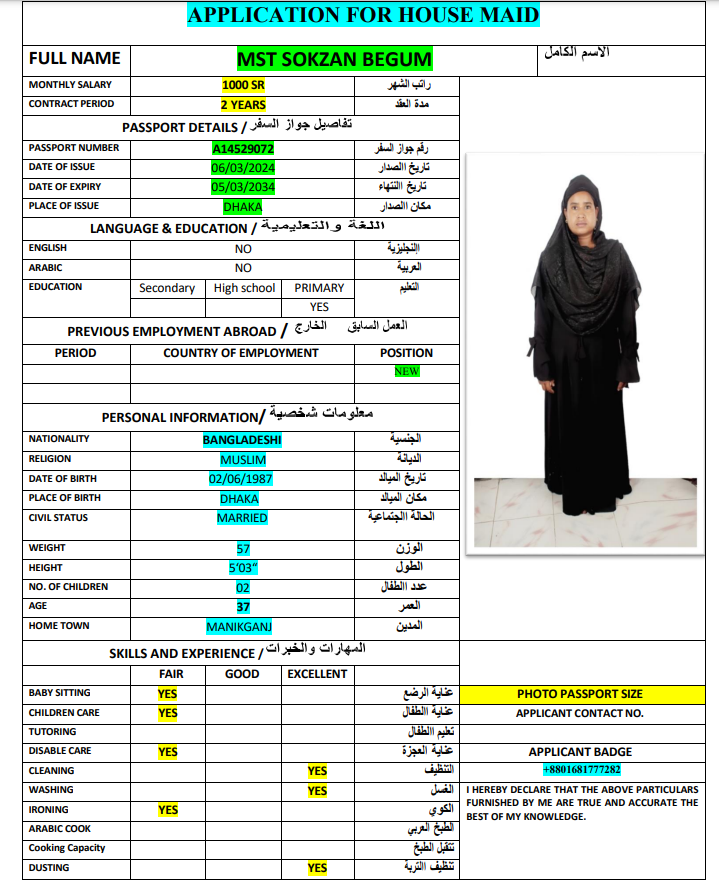 APPLICATION FOR HOUSE MAID
FULL NAME MST SOKZAN BEGUM الاسم الكامل
MONTHLY SALARY 1000 SR راتب الشهر
CONTRACT PERIOD 2 YEARS مدة العقد
PASSPORT DETAILS / تفاصيل جواز السفر
PASSPORT NUMBER A14529072 رقم جواز السفر
DATE OF ISSUE 06/03/2024 تاريخ االصدار
DATE OF EXPIRY 05/03/2034 تاريخ االنتهاء
PLACE OF ISSUE DHAKA مكان االصدار
LANGUAGE & EDUCATION / اللغة والتعليمية
ENGLISH NO اإلنجليزية
ARABIC NO العربية
EDUCATION Secondary High school PRIMARY التعليم
YES
PREVIOUS EMPLOYMENT ABROAD / العمل السابق الخارج
PERIOD COUNTRY OF EMPLOYMENT POSITION
NEW
PERSONAL INFORMATION/ معلومات شخصية
NATIONALITY BANGLADESHI الجنسية
RELIGION MUSLIM الديانة
DATE OF BIRTH 02/06/1987 تاريخ الميالد
PLACE OF BIRTH DHAKA مكان الميالد
CIVIL STATUS MARRIED الحالة االجتماعية
WEIGHT 57 الوزن
HEIGHT 5'03" الطول
NO. OF CHILDREN 02 عدد االطفال
AGE 37 العمر
HOME TOWN MANIKGANJ المدين
SKILLS AND EXPERIENCE / المهارات والخبرات
FAIR GOOD EXCELLENT
BABY SITTING YES عناية الرضع PHOTO PASSPORT SIZE
CHILDREN CARE YES عناية االطفال APPLICANT CONTACT NO.
TUTORING تعليم االطفال
DISABLE CARE YES عناية العجزة APPLICANT BADGE
CLEANING YES التنظيف +8801681777282
WASHING YES الغسل I HEREBY DECLARE THAT THE ABOVE PARTICULARS
IRONING YES الكوي FURNISHED BY ME ARE TRUE AND ACCURATE THE
BEST OF MY KNOWLEDGE.
ARABIC COOK الطبخ العربي
Cooking Capacity تتقبل الطبخ
DUSTING YES تنظيف التربة